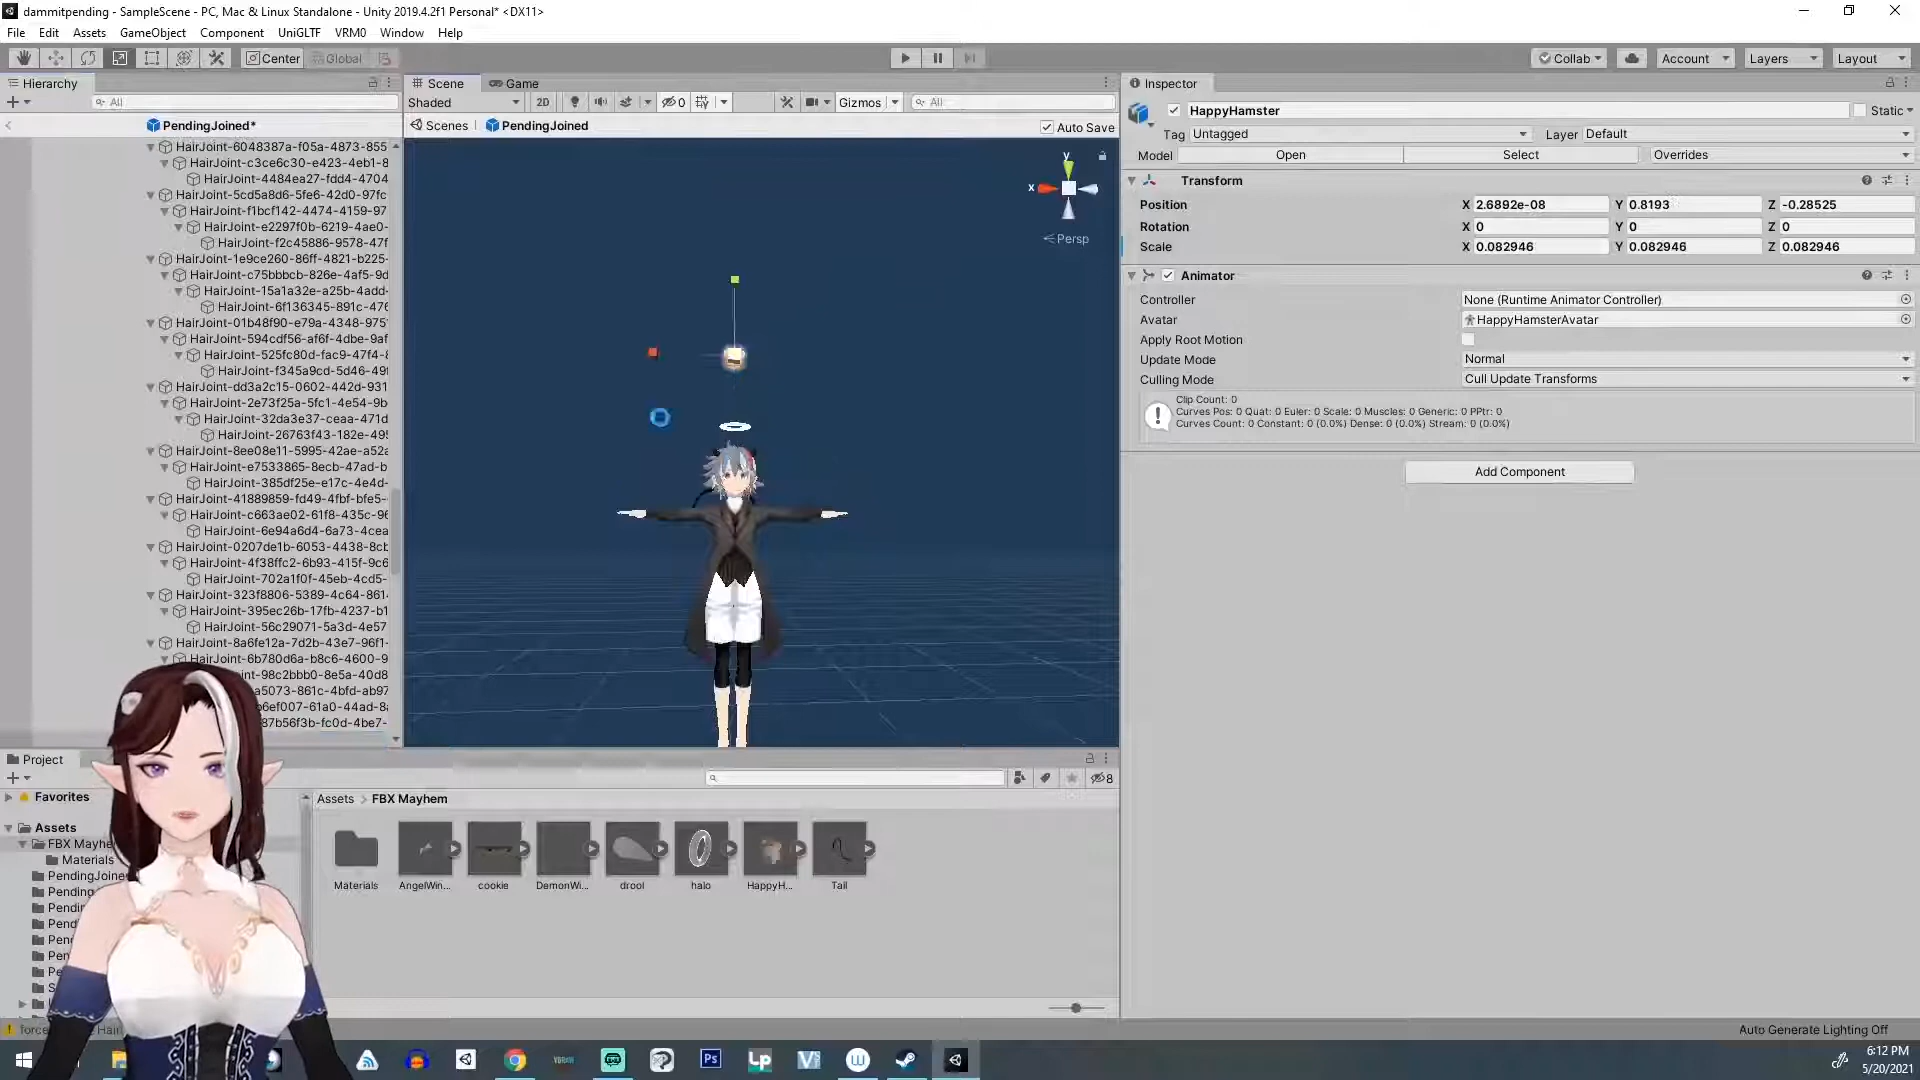 dammitpending - SampleScene - PC, Mac & Linux Standalone - Unity 2019.4.2f1 Personal* <DX11>
File Edit Assets GameObject Component UniGLTF VRM0 Window Help
Center Global Collab Account Layers Layout
Hierarchy
All
PendingJoined*
HairJoint-6048387a-f05a-4873-855
HairJoint-c3ce6c30-e423-4eb1-8
HairJoint-4484ea27-fdd4-4704
HairJoint-5cd5a8d6-5fe6-42d0-97fc
HairJoint-f1bcf142-4474-4159-97
HairJoint-e2297f0b-6219-4ae0-
HairJoint-f2c45886-9578-47f
HairJoint-1e9ce260-86ff-4821-b225-
HairJoint-c75bbbcb-826e-4af5-9d
HairJoint-15a1a32e-a25b-4add-
HairJoint-6f136345-891c-476
HairJoint-01b48f90-e79a-4348-975
HairJoint-594cdf56-af6f-4dbe-9af
HairJoint-525fc80d-fac9-47f4-8
HairJoint-f345a9cd-5d46-49f
HairJoint-dd3a2c15-0602-442d-931
HairJoint-2e73f25a-5fc1-4e54-9b
HairJoint-32da3e37-ceaa-471d
HairJoint-26763f43-182e-495
HairJoint-8ee08e11-5995-42ae-a52a
HairJoint-e7533865-8ecb-47ad-b
HairJoint-385df25e-e17c-4e4d-
HairJoint-41889859-fd49-4fbf-bfe5-
HairJoint-c663ae02-61f8-435c-96
HairJoint-6e94a6d4-6a73-4cea
HairJoint-0207de1b-6053-4438-8cb
HairJoint-4f38ffc2-6b93-415f-9c6
HairJoint-702a1f0f-45eb-4cd5-
HairJoint-323f8806-5389-4c64-861
HairJoint-395ec26b-17fb-4237-b1
HairJoint-56c29071-5a3d-4e57
HairJoint-8a6fe12a-7d2b-43e7-96f1-
HairJoint-6b780d6a-b8c6-4600-9
-98c2bbb0-8e5a-40d8
a5073-861c-4bfd-ab97
b6ef007-61a0-44ad-8
87b56f3b-fc0d-4be7-
Scene Game
Shaded 2D 0 Gizmos All
Scenes PendingJoined Auto Save
y
x
Persp
Inspector
HappyHamster Static
Tag Untagged Layer Default
Model Open Select Overrides
Transform
Position X 2.6892e-08 Y 0.8193 Z -0.28525
Rotation X 0 Y 0 Z 0
Scale X 0.082946 Y 0.082946 Z 0.082946
Animator
Controller None (Runtime Animator Controller)
Avatar HappyHamsterAvatar
Apply Root Motion
Update Mode Normal
Culling Mode Cull Update Transforms
Clip Count: 0
Curves Pos: 0 Quat: 0 Euler: 0 Scale: 0 Muscles: 0 Generic: 0 PPtr: 0
Curves Count: 0 Constant: 0 (0.0%) Dense: 0 (0.0%) Stream: 0 (0.0%)
Add Component
Project
8
Favorites
Assets
FBX Mayhe
Materials
PendingJoine
Pending
Pendin
Pend
Pen
Pen
Pe
S
Assets > FBX Mayhem
Materials AngelWin... cookie DemonWi... drool halo HappyH... Tail
force Hair
Auto Generate Lighting Off
Ps Lp
6:12 PM
5/20/2021